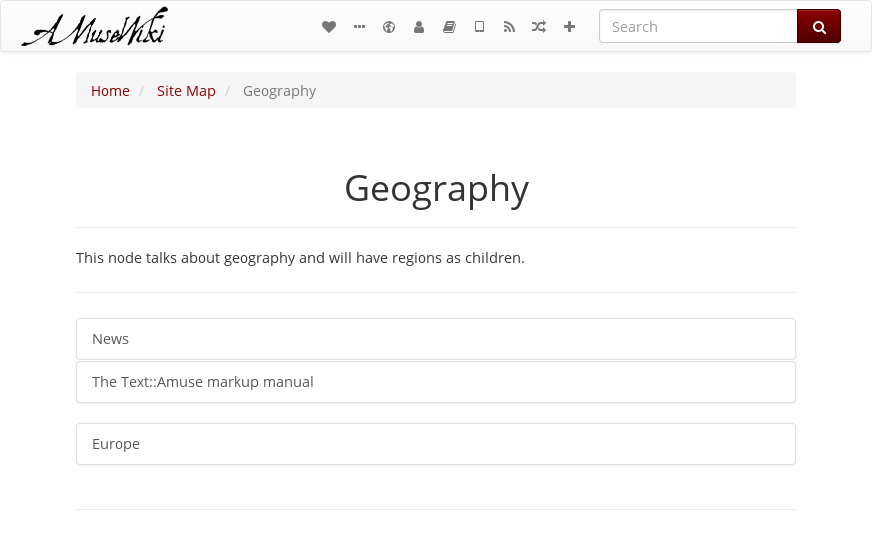 AMuseWiki
Search
Home / Site Map / Geography
Geography
This node talks about geography and will have regions as children.
News
The Text::Amuse markup manual
Europe